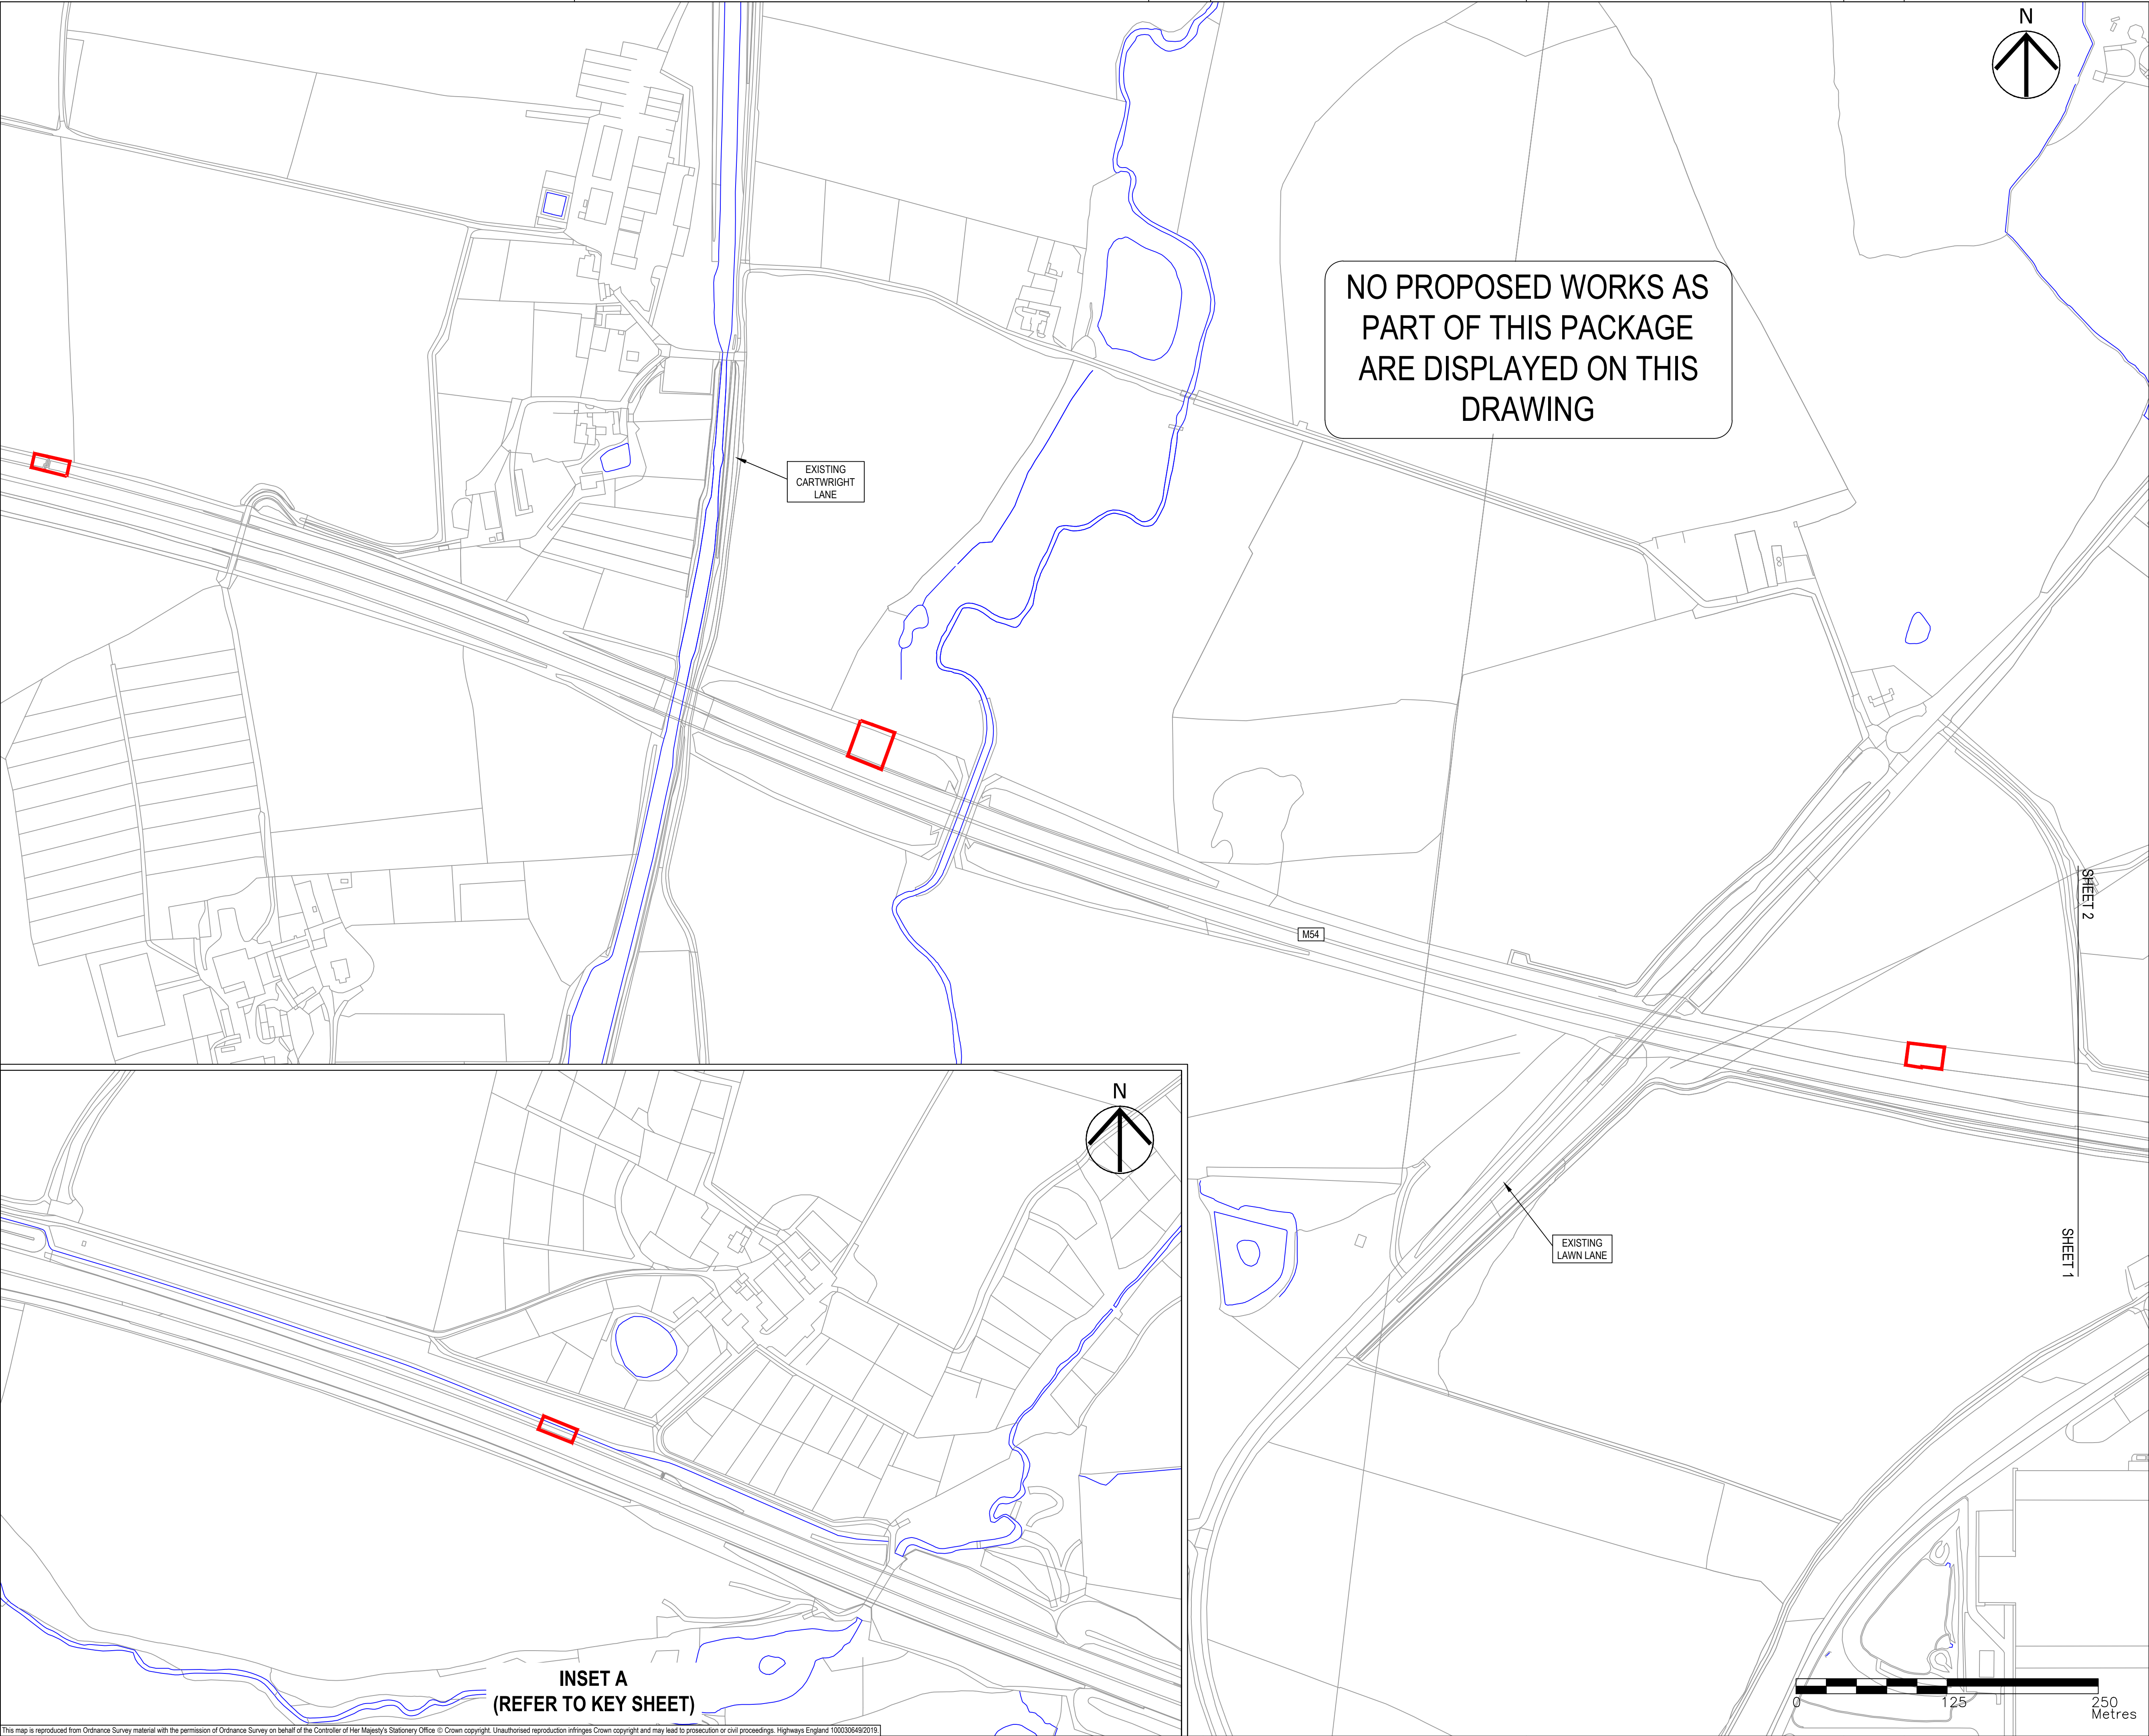 N
NO PROPOSED WORKS AS
PART OF THIS PACKAGE
ARE DISPLAYED ON THIS
DRAWING
EXISTING
CARTWRIGHT
LANE
SHEET 2
M54
N
EXISTING
LAWN LANE
SHEET 1
INSET A
(REFER TO KEY SHEET)
0 125 250
Metres
This map is reproduced from Ordnance Survey material with the permission of Ordnance Survey on behalf of the Controller of Her Majesty's Stationery Office © Crown copyright. Unauthorised reproduction infringes Crown copyright and may lead to prosecution or civil proceedings. Highways England 100030649/2019.